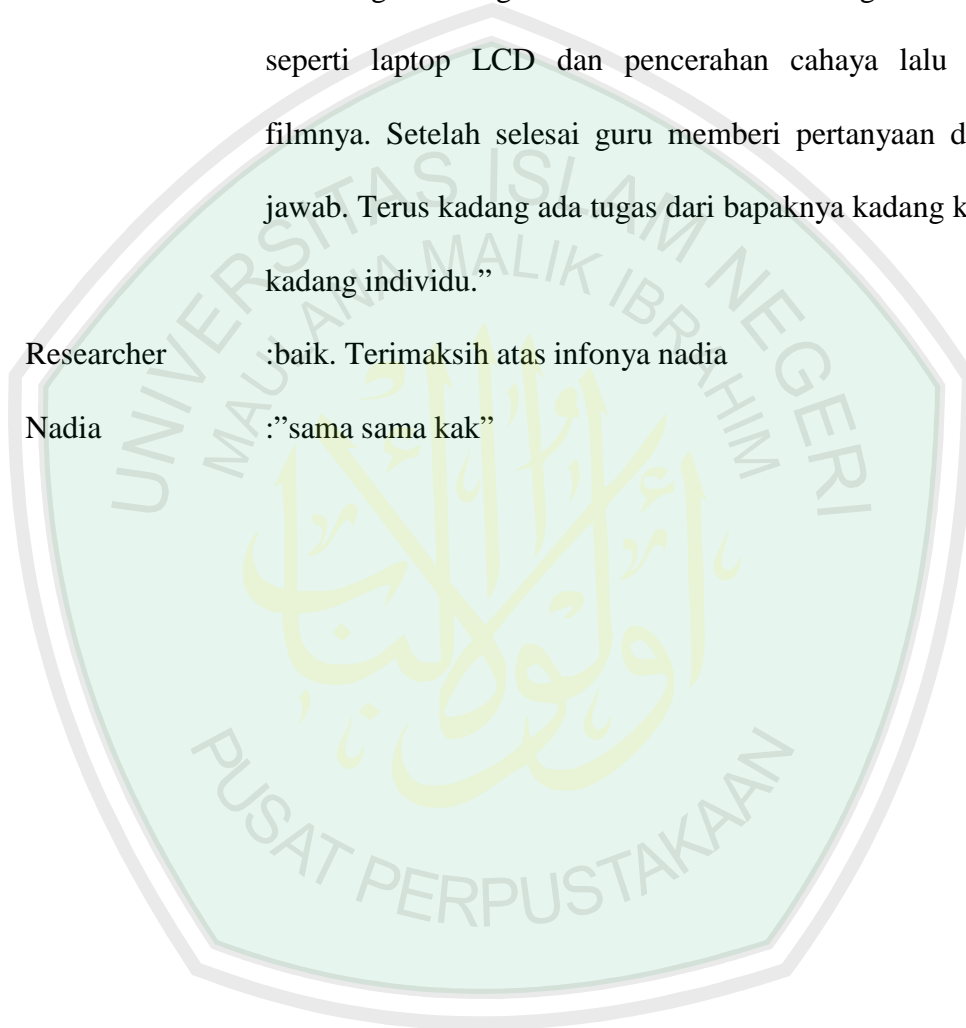 seperti laptop LCD dan pencerahan cahaya lalu
filmnya. Setelah selesai guru memberi pertanyaan
jawab. Terus kadang ada tugas dari bapaknya kadang
kadang individu.”
Researcher :baik. Terimaksih atas infonya nadia
Nadia :”sama sama kak”
UNIVERSITAS ISLAM NEGERI
MAULANA MALIK IBRAHIM
PUSAT PERPUSTAKAAN